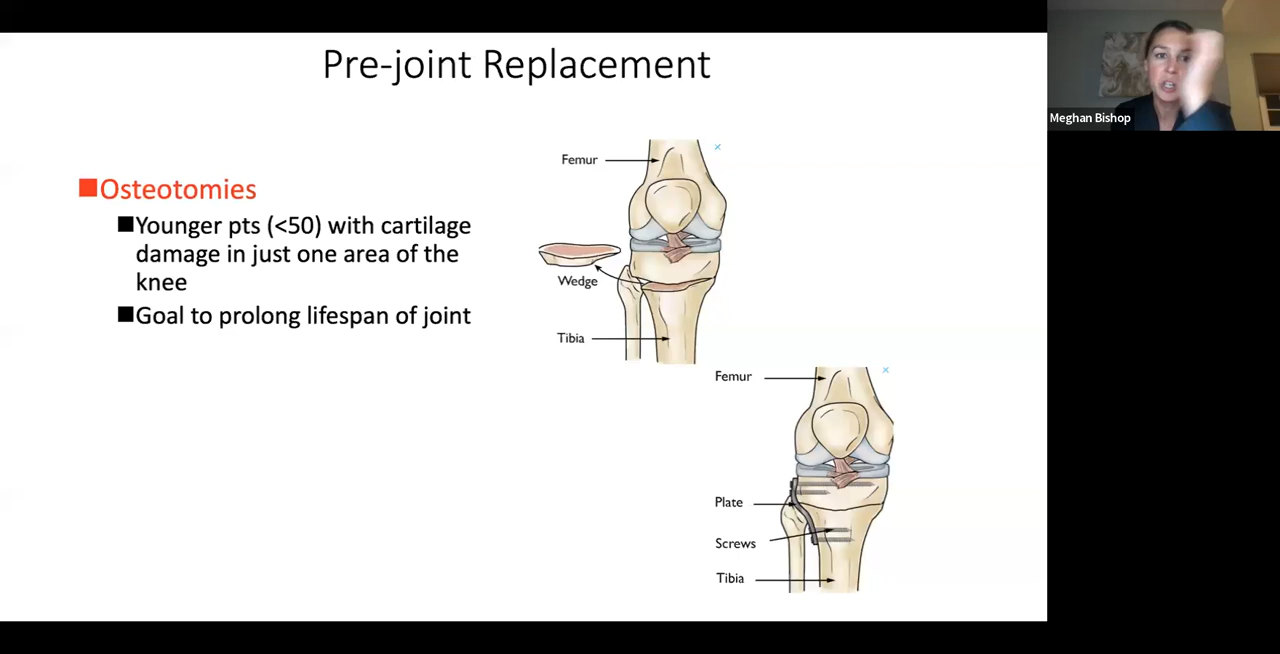 Pre-joint Replacement
Meghan Bishop
Osteotomies
Younger pts (<50) with cartilage
damage in just one area of the
knee
Goal to prolong lifespan of joint
Femur
Wedge
Tibia
Femur
Plate
Screws
Tibia